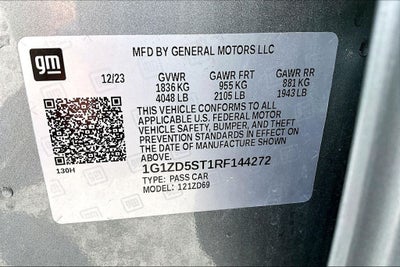 gm
MFD BY GENERAL MOTORS LLC
12/23 GVWR GAWR FRT GAWR RR
1836 KG 955 KG 881 KG
4048 LB 2105 LB 1943 LB
THIS VEHICLE CONFORMS TO ALL
APPLICABLE U.S. FEDERAL MOTOR
VEHICLE SAFETY, BUMPER, AND THEFT
PREVENTION STANDARDS IN EFFECT
ON THE DATE OF MANUFACTURE
SHOWN ABOVE.
130H
1G1ZD5ST1RF144272
TYPE: PASS CAR
MODEL: 121ZD69